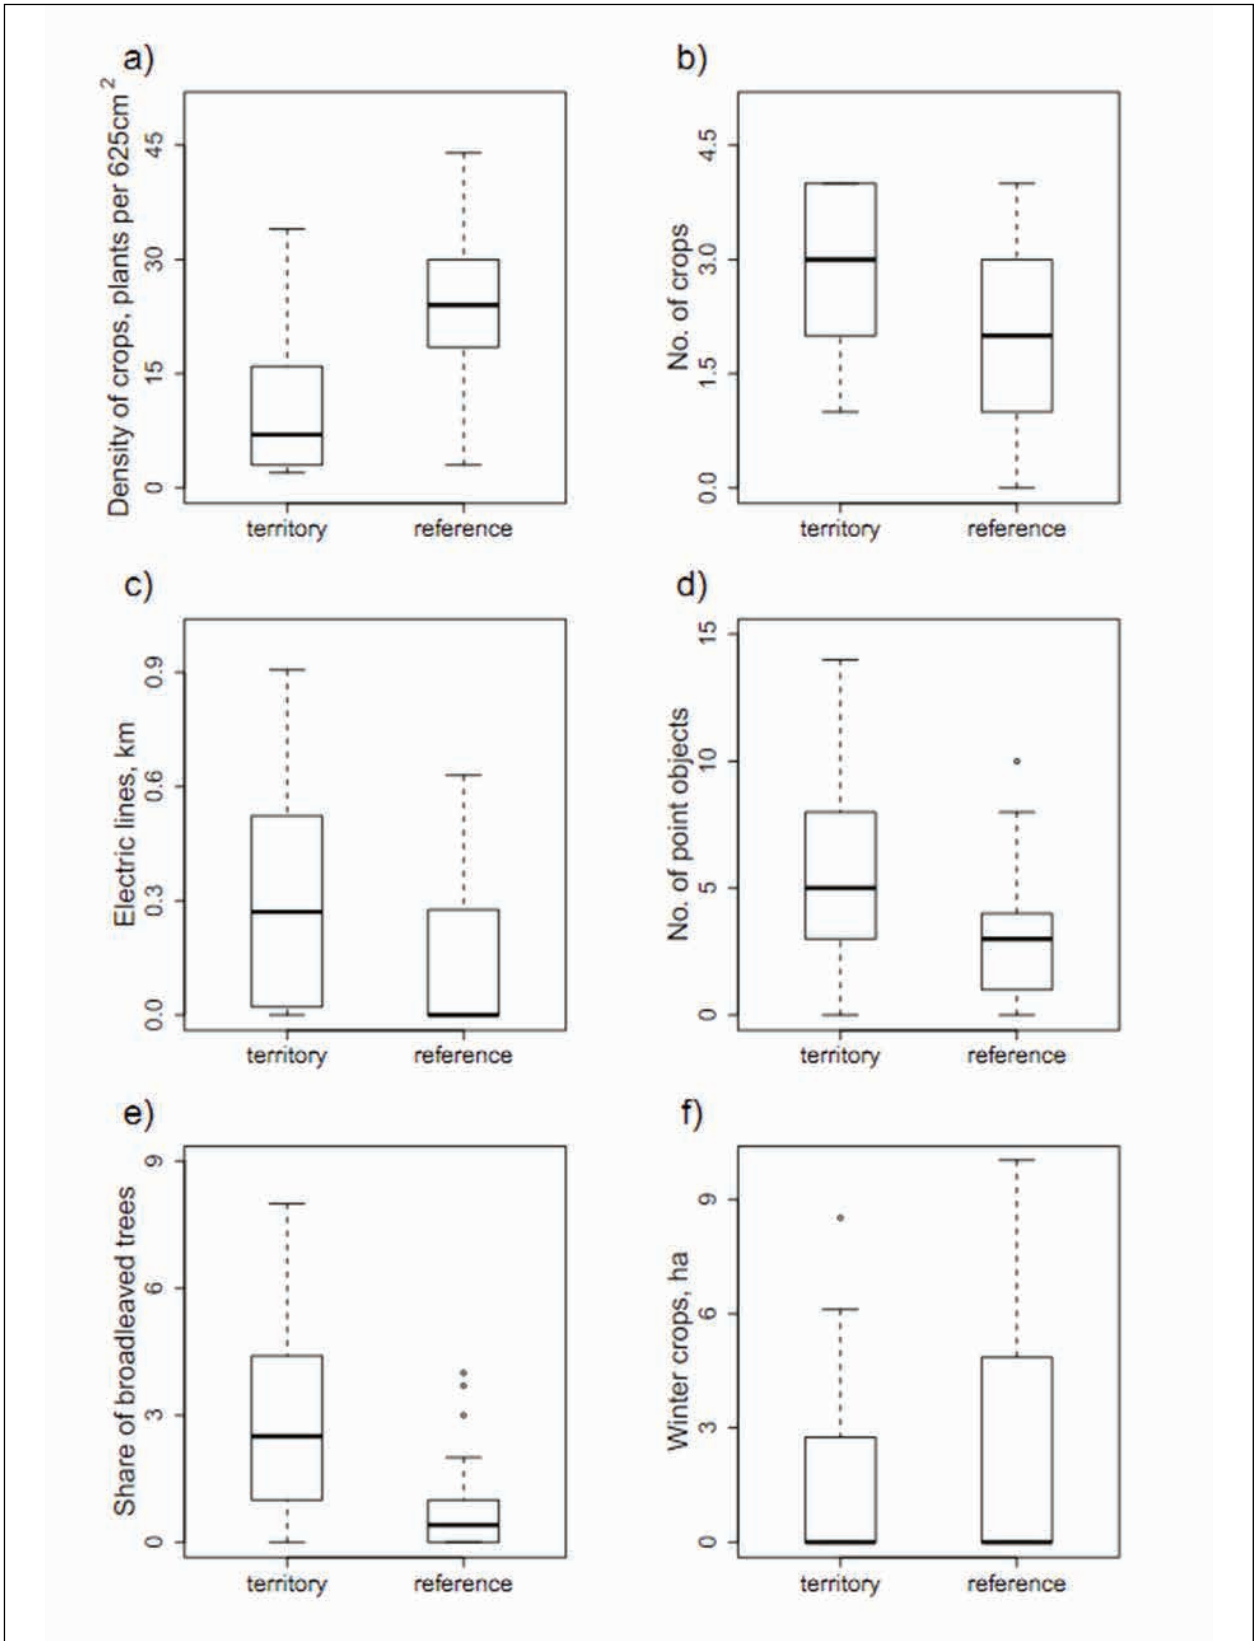 a)
Density of crops, plants per 625cm²
45
30
15
0
territory reference
b)
No. of crops
4.5
3.0
1.5
0.0
territory reference
c)
Electric lines, km
0.9
0.6
0.3
0.0
territory reference
d)
No. of point objects
15
10
5
0
territory reference
e)
Share of broadleaved trees
9
6
3
0
territory reference
f)
Winter crops, ha
9
6
3
0
territory reference